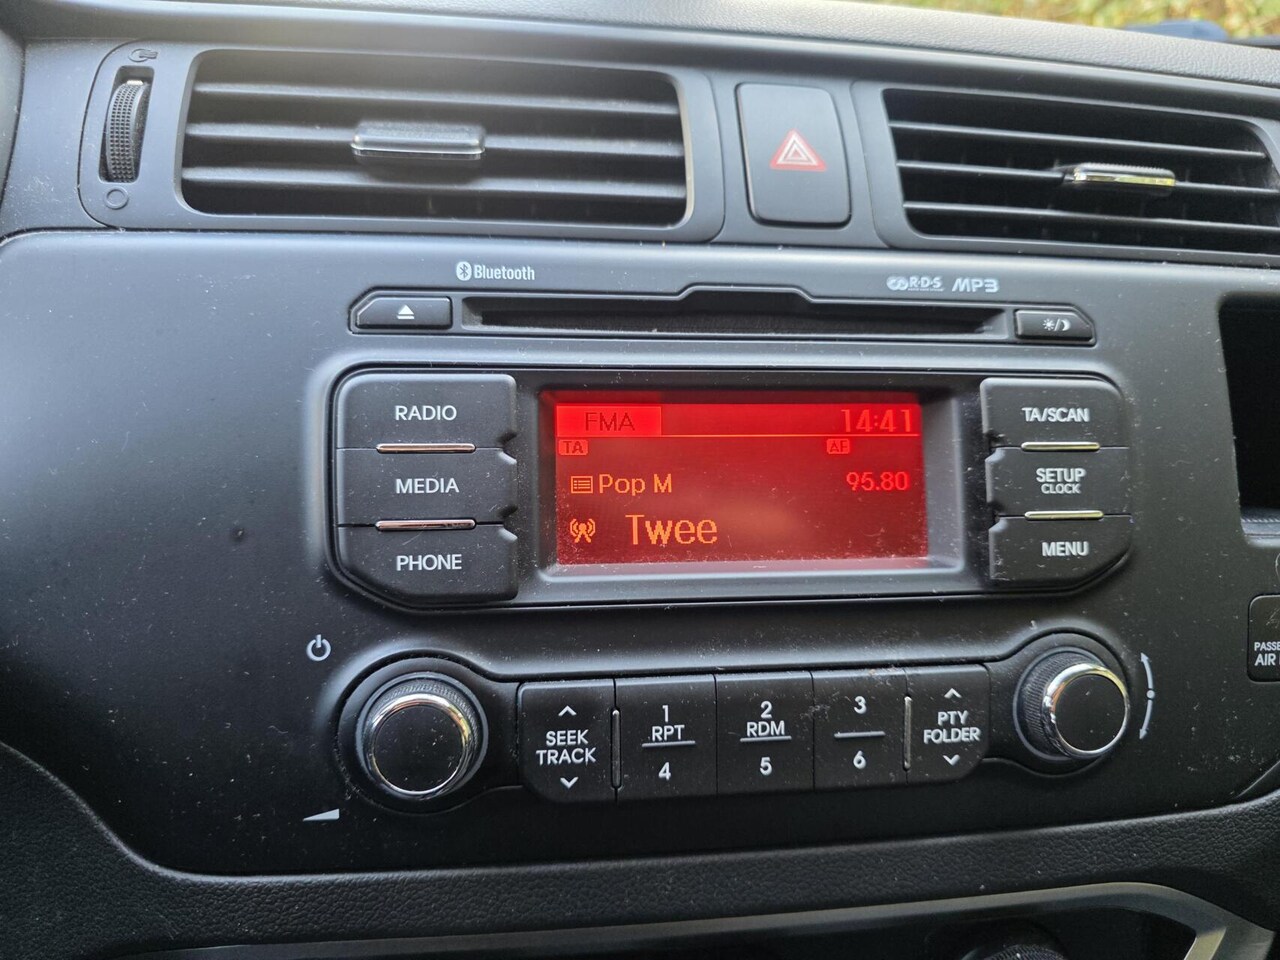 Bluetooth
R·D·S MP3
RADIO
MEDIA
PHONE
FMA 14:41
TA AF
Pop M 95.80
Twee
TA/SCAN
SETUP
CLOCK
MENU
SEEK
TRACK
1
RPT
4
2
RDM
5
3
6
PTY
FOLDER
AIR